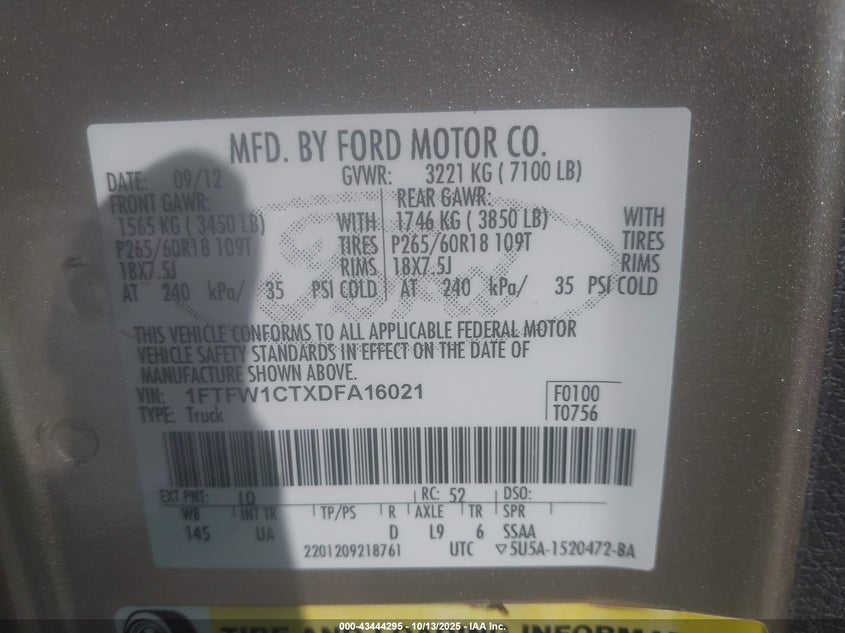 MFD. BY FORD MOTOR CO.
DATE: 09/12 GVWR: 3221 KG ( 7100 LB)
FRONT GAWR: REAR GAWR:
1565 KG ( 3450 LB) WITH 1746 KG ( 3850 LB) WITH
P265/60R18 109T TIRES P265/60R18 109T TIRES
18X7.5J RIMS 18X7.5J RIMS
AT 240 kPa/ 35 PSI COLD AT 240 kPa/ 35 PSI COLD
Ford
THIS VEHICLE CONFORMS TO ALL APPLICABLE FEDERAL MOTOR
VEHICLE SAFETY STANDARDS IN EFFECT ON THE DATE OF
MANUFACTURE SHOWN ABOVE.
VIN: 1FTFW1CTXDFA16021 F0100
TYPE: Truck T0756
EXT PNT: LQ RC: 52 DSO:
WB INT TR TP/PS R AXLE TR SPR
145 UA D L9 6 SSAA
2201209218761 UTC ▽5U5A-1520472-BA
TIRE AND
000-43444295 - 10/13/2025 - IAA Inc.